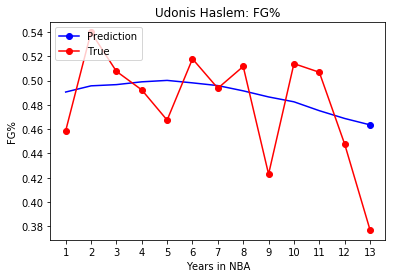 Udonis Haslem: FG%
Prediction
True
0.54
0.52
0.50
0.48
0.46
0.44
0.42
0.40
0.38
FG%
1 2 3 4 5 6 7 8 9 10 11 12 13
Years in NBA